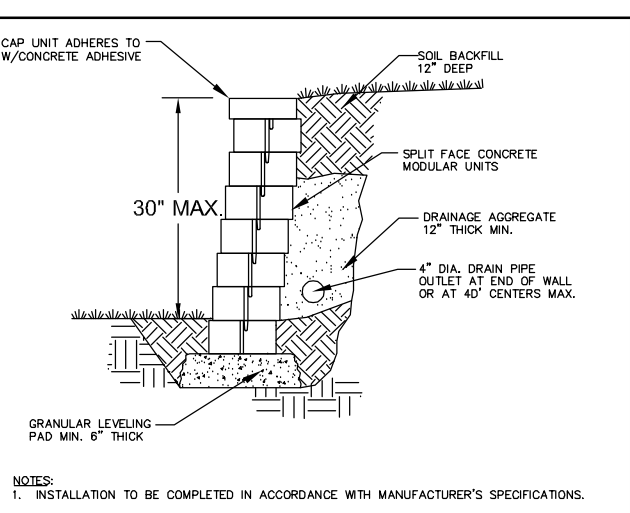 CAP UNIT ADHERES TO
W/CONCRETE ADHESIVE
SOIL BACKFILL
12" DEEP
SPLIT FACE CONCRETE
MODULAR UNITS
30" MAX.
DRAINAGE AGGREGATE
12" THICK MIN.
4" DIA. DRAIN PIPE
OUTLET AT END OF WALL
OR AT 4D' CENTERS MAX.
GRANULAR LEVELING
PAD MIN. 6" THICK
NOTES:
1. INSTALLATION TO BE COMPLETED IN ACCORDANCE WITH MANUFACTURER'S SPECIFICATIONS.